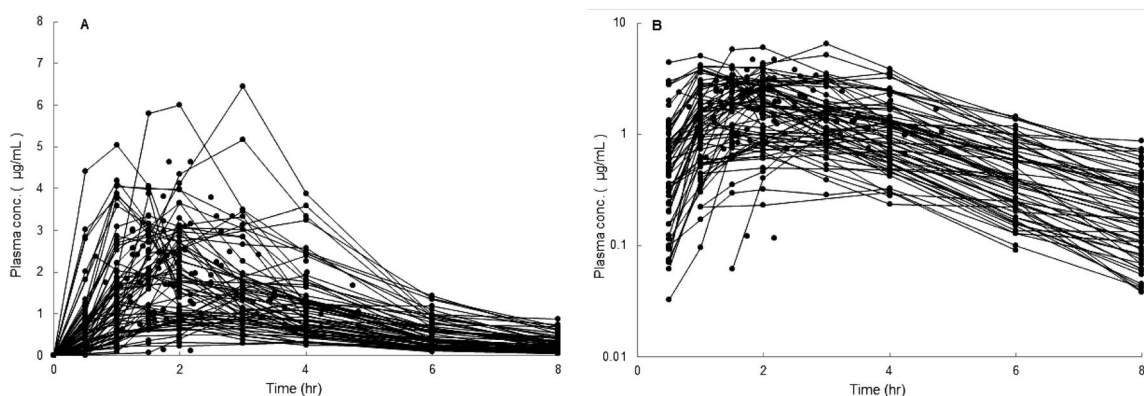 A
8
7
6
5
4
3
2
1
0
Plasma conc. ( μg/mL)
0 2 4 6 8
Time (hr)
B
10
1
0.1
0.01
Plasma conc. ( μg/mL)
0 2 4 6 8
Time (hr)